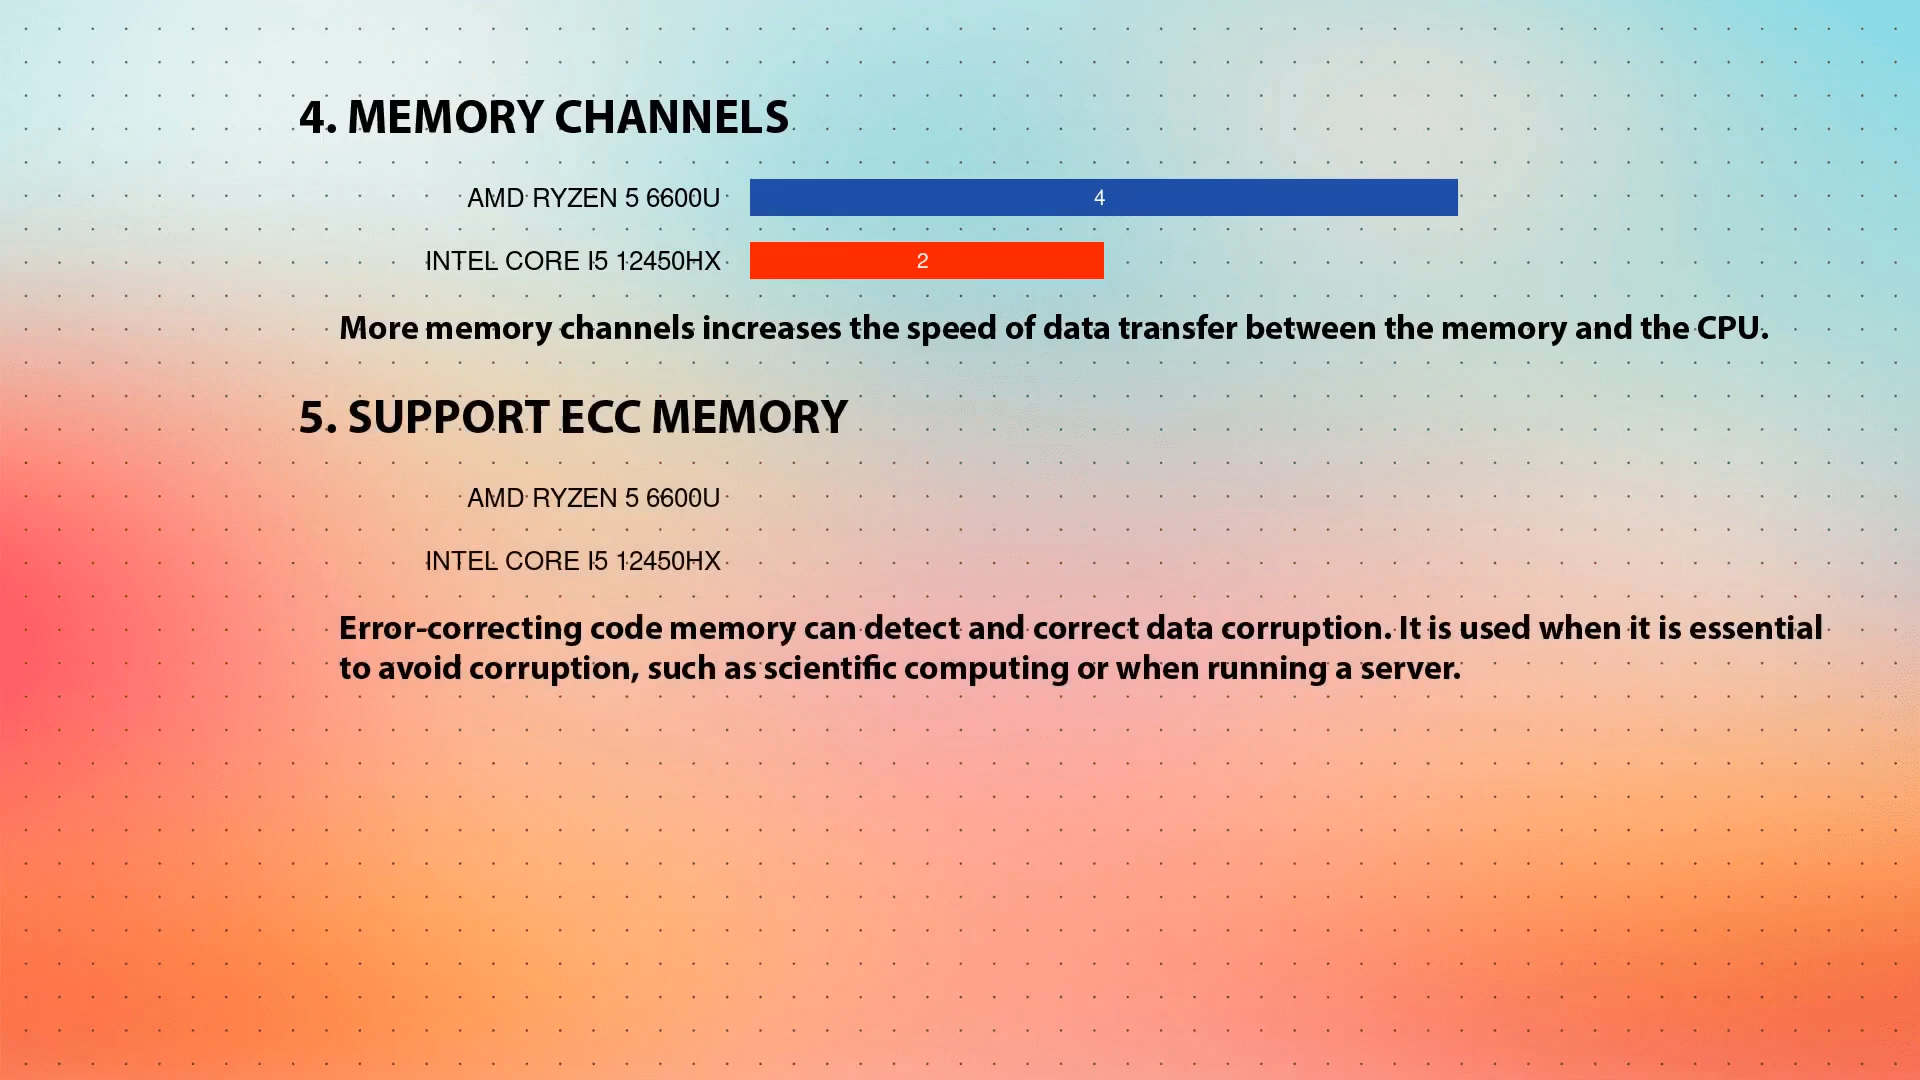 4. MEMORY CHANNELS
AMD RYZEN 5 6600U
4
INTEL CORE I5 12450HX
2
More memory channels increases the speed of data transfer between the memory and the CPU.
5. SUPPORT ECC MEMORY
AMD RYZEN 5 6600U
INTEL CORE I5 12450HX
Error-correcting code memory can detect and correct data corruption. It is used when it is essential
to avoid corruption, such as scientific computing or when running a server.